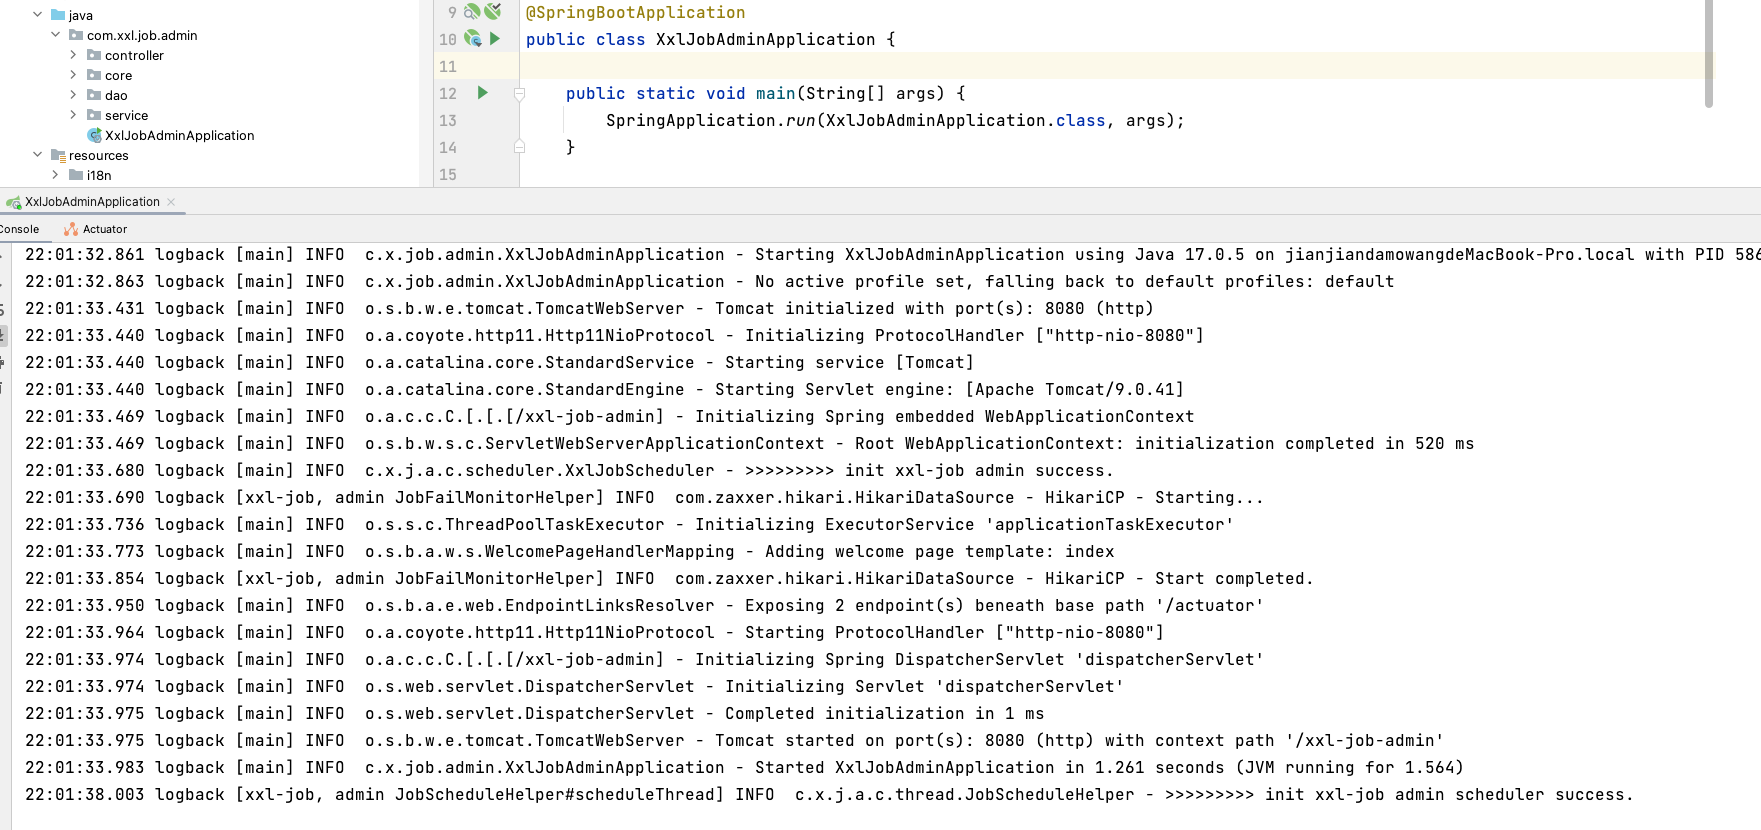 java
com.xxl.job.admin
controller
core
dao
service
XxlJobAdminApplication
resources
i18n
9 @SpringBootApplication
10 public class XxlJobAdminApplication {
11
12 public static void main(String[] args) {
13 SpringApplication.run(XxlJobAdminApplication.class, args);
14 }
15
XxlJobAdminApplication
Console Actuator
22:01:32.861 logback [main] INFO  c.x.job.admin.XxlJobAdminApplication - Starting XxlJobAdminApplication using Java 17.0.5 on jianjiandamowangdeMacBook-Pro.local with PID 586
22:01:32.863 logback [main] INFO  c.x.job.admin.XxlJobAdminApplication - No active profile set, falling back to default profiles: default
22:01:33.431 logback [main] INFO  o.s.b.w.e.tomcat.TomcatWebServer - Tomcat initialized with port(s): 8080 (http)
22:01:33.440 logback [main] INFO  o.a.coyote.http11.Http11NioProtocol - Initializing ProtocolHandler ["http-nio-8080"]
22:01:33.440 logback [main] INFO  o.a.catalina.core.StandardService - Starting service [Tomcat]
22:01:33.440 logback [main] INFO  o.a.catalina.core.StandardEngine - Starting Servlet engine: [Apache Tomcat/9.0.41]
22:01:33.469 logback [main] INFO  o.a.c.c.C.[.[.[/xxl-job-admin] - Initializing Spring embedded WebApplicationContext
22:01:33.469 logback [main] INFO  o.s.b.w.s.c.ServletWebServerApplicationContext - Root WebApplicationContext: initialization completed in 520 ms
22:01:33.680 logback [main] INFO  c.x.j.a.c.scheduler.XxlJobScheduler - >>>>>>>>> init xxl-job admin success.
22:01:33.690 logback [xxl-job, admin JobFailMonitorHelper] INFO  com.zaxxer.hikari.HikariDataSource - HikariCP - Starting...
22:01:33.736 logback [main] INFO  o.s.s.c.ThreadPoolTaskExecutor - Initializing ExecutorService 'applicationTaskExecutor'
22:01:33.773 logback [main] INFO  o.s.b.a.w.s.WelcomePageHandlerMapping - Adding welcome page template: index
22:01:33.854 logback [xxl-job, admin JobFailMonitorHelper] INFO  com.zaxxer.hikari.HikariDataSource - HikariCP - Start completed.
22:01:33.950 logback [main] INFO  o.s.b.a.e.web.EndpointLinksResolver - Exposing 2 endpoint(s) beneath base path '/actuator'
22:01:33.964 logback [main] INFO  o.a.coyote.http11.Http11NioProtocol - Starting ProtocolHandler ["http-nio-8080"]
22:01:33.974 logback [main] INFO  o.a.c.c.C.[.[.[/xxl-job-admin] - Initializing Spring DispatcherServlet 'dispatcherServlet'
22:01:33.974 logback [main] INFO  o.s.web.servlet.DispatcherServlet - Initializing Servlet 'dispatcherServlet'
22:01:33.975 logback [main] INFO  o.s.web.servlet.DispatcherServlet - Completed initialization in 1 ms
22:01:33.975 logback [main] INFO  o.s.b.w.e.tomcat.TomcatWebServer - Tomcat started on port(s): 8080 (http) with context path '/xxl-job-admin'
22:01:33.983 logback [main] INFO  c.x.job.admin.XxlJobAdminApplication - Started XxlJobAdminApplication in 1.261 seconds (JVM running for 1.564)
22:01:38.003 logback [xxl-job, admin JobScheduleHelper#scheduleThread] INFO  c.x.j.a.c.thread.JobScheduleHelper - >>>>>>>>> init xxl-job admin scheduler success.